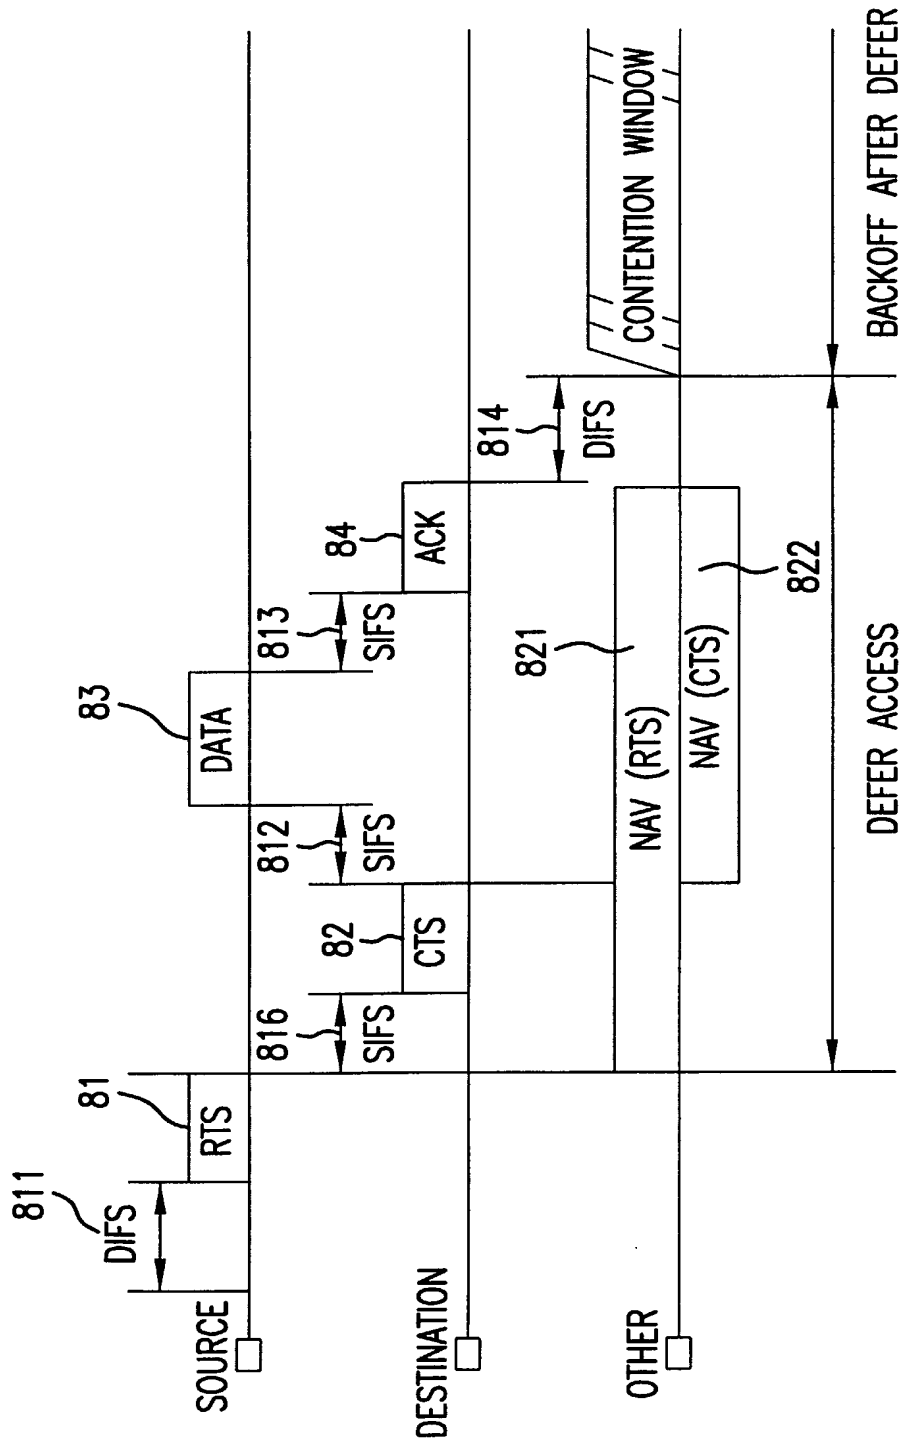 811
DIFS
81
RTS
83
DATA
SOURCE
816
SIFS
82
CTS
812
SIFS
813
SIFS
84
ACK
DESTINATION
814
DIFS
821
NAV (RTS)
NAV (CTS)
822
CONTENTION WINDOW
OTHER
DEFER ACCESS
BACKOFF AFTER DEFER